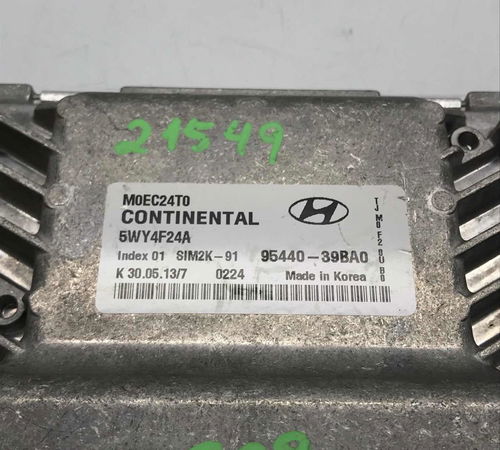 21549
M0EC24T0
CONTINENTAL
5WY4F24A
Index 01 SIM2K-91 95440-39BA0
K 30.05.13/7 0224 Made in Korea